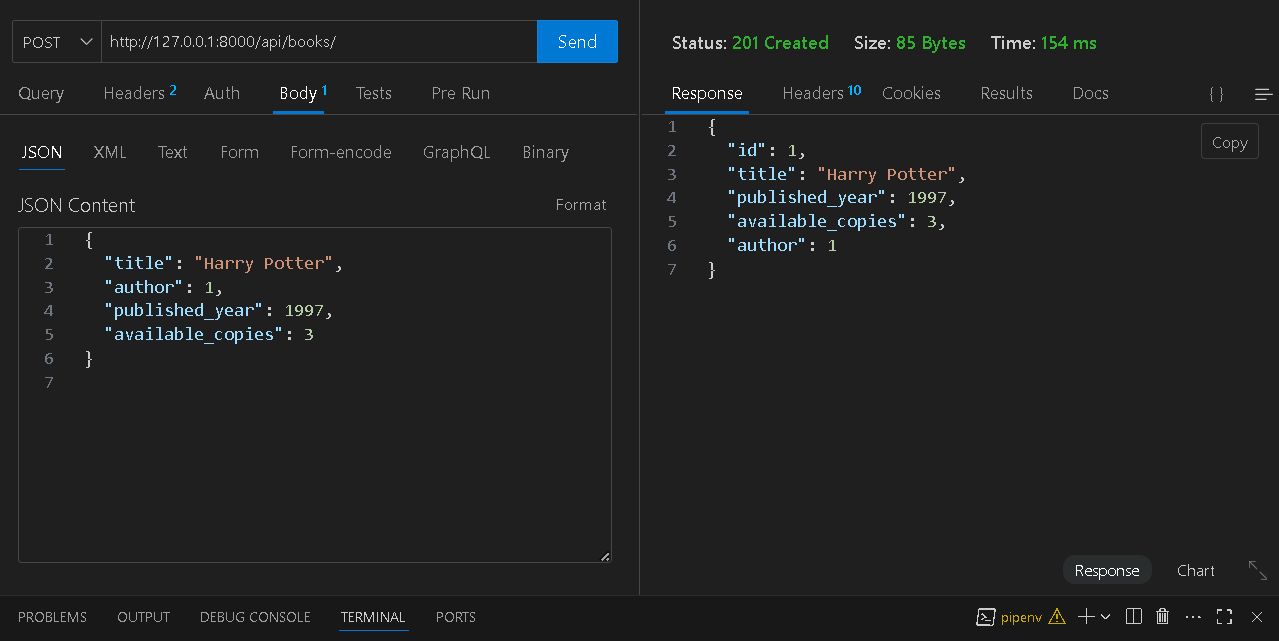 POST http://127.0.0.1:8000/api/books/ Send
Query Headers 2 Auth Body 1 Tests Pre Run
JSON XML Text Form Form-encode GraphQL Binary
JSON Content Format
1 {
2 "title": "Harry Potter",
3 "author": 1,
4 "published_year": 1997,
5 "available_copies": 3
6 }
7
Status: 201 Created Size: 85 Bytes Time: 154 ms
Response Headers 10 Cookies Results Docs {}
Copy
1 {
2 "id": 1,
3 "title": "Harry Potter",
4 "published_year": 1997,
5 "available_copies": 3,
6 "author": 1
7 }
Response Chart
PROBLEMS OUTPUT DEBUG CONSOLE TERMINAL PORTS pipenv